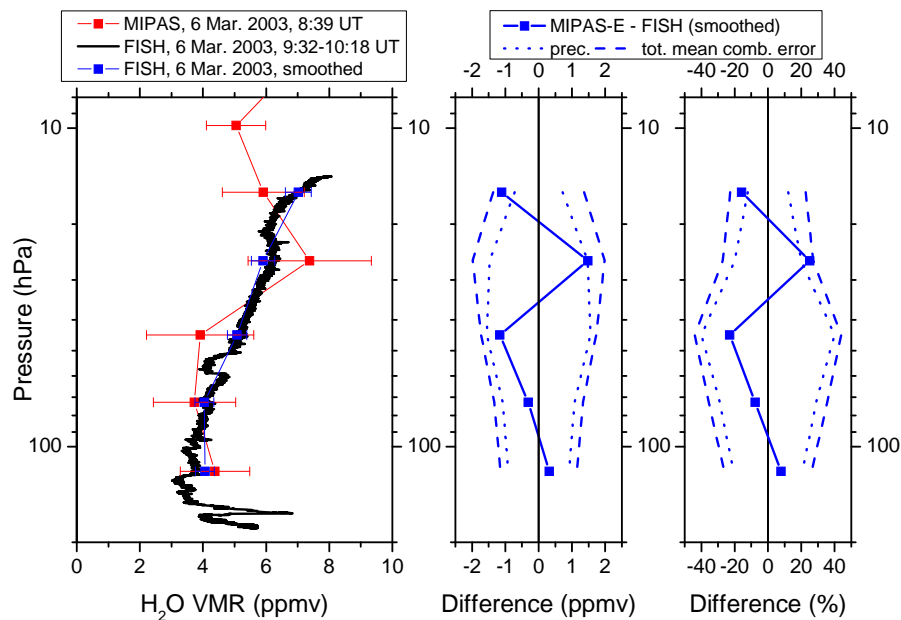 MIPAS, 6 Mar. 2003, 8:39 UT
FISH, 6 Mar. 2003, 9:32-10:18 UT
FISH, 6 Mar. 2003, smoothed
MIPAS-E - FISH (smoothed)
prec. tot. mean comb. error
-2 -1 0 1 2
-40 -20 0 20 40
10 10 10
Pressure (hPa)
100 100 100
0 2 4 6 8 10
-2 -1 0 1 2
-40 -20 0 20 40
H₂O VMR (ppmv)
Difference (ppmv)
Difference (%)